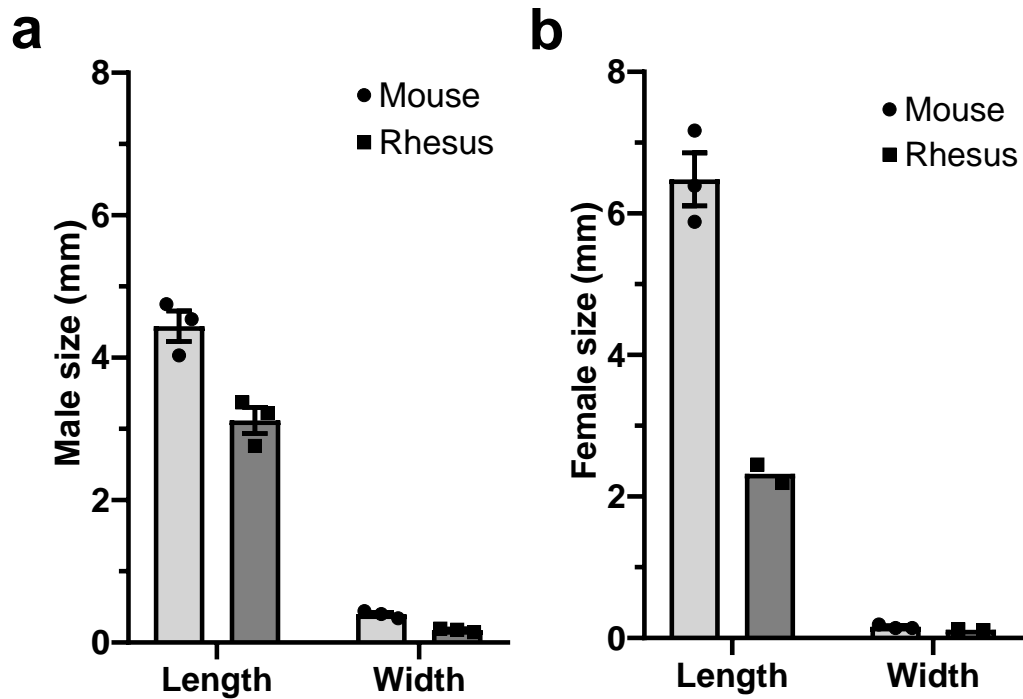 a
Male size (mm)
8
6
4
2
0
Mouse
Rhesus
Length
Width
b
Female size (mm)
8
6
4
2
0
Mouse
Rhesus
Length
Width